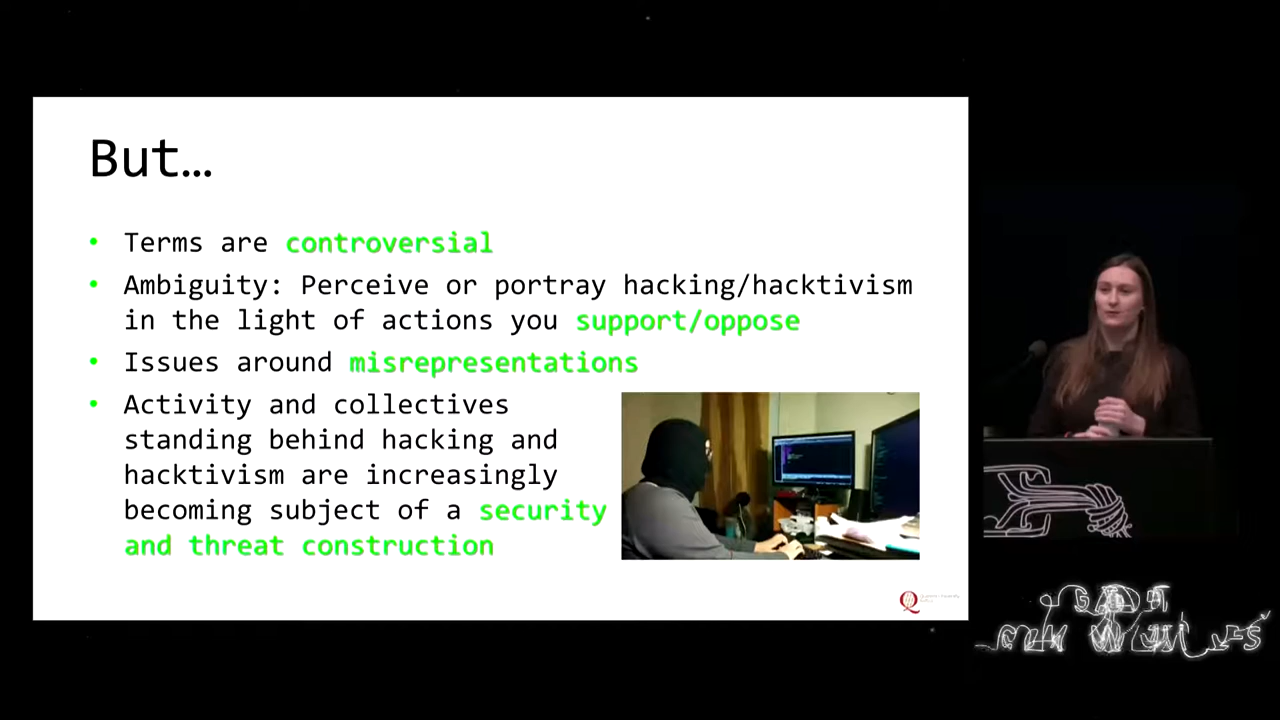 But…
• Terms are controversial
• Ambiguity: Perceive or portray hacking/hacktivism
in the light of actions you support/oppose
• Issues around misrepresentations
• Activity and collectives
standing behind hacking and
hacktivism are increasingly
becoming subject of a security
and threat construction